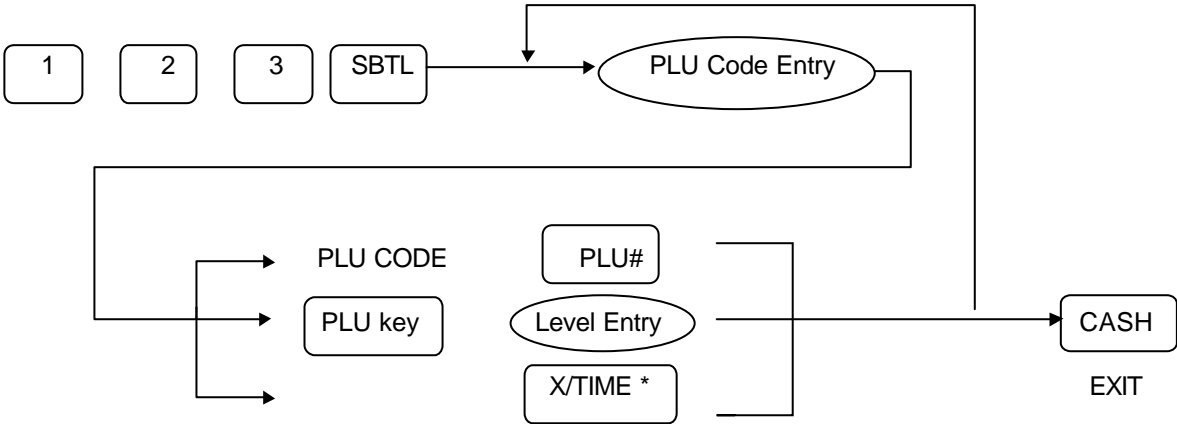 1 2 3 SBTL PLU Code Entry
PLU CODE PLU#
PLU key Level Entry CASH
X/TIME * EXIT